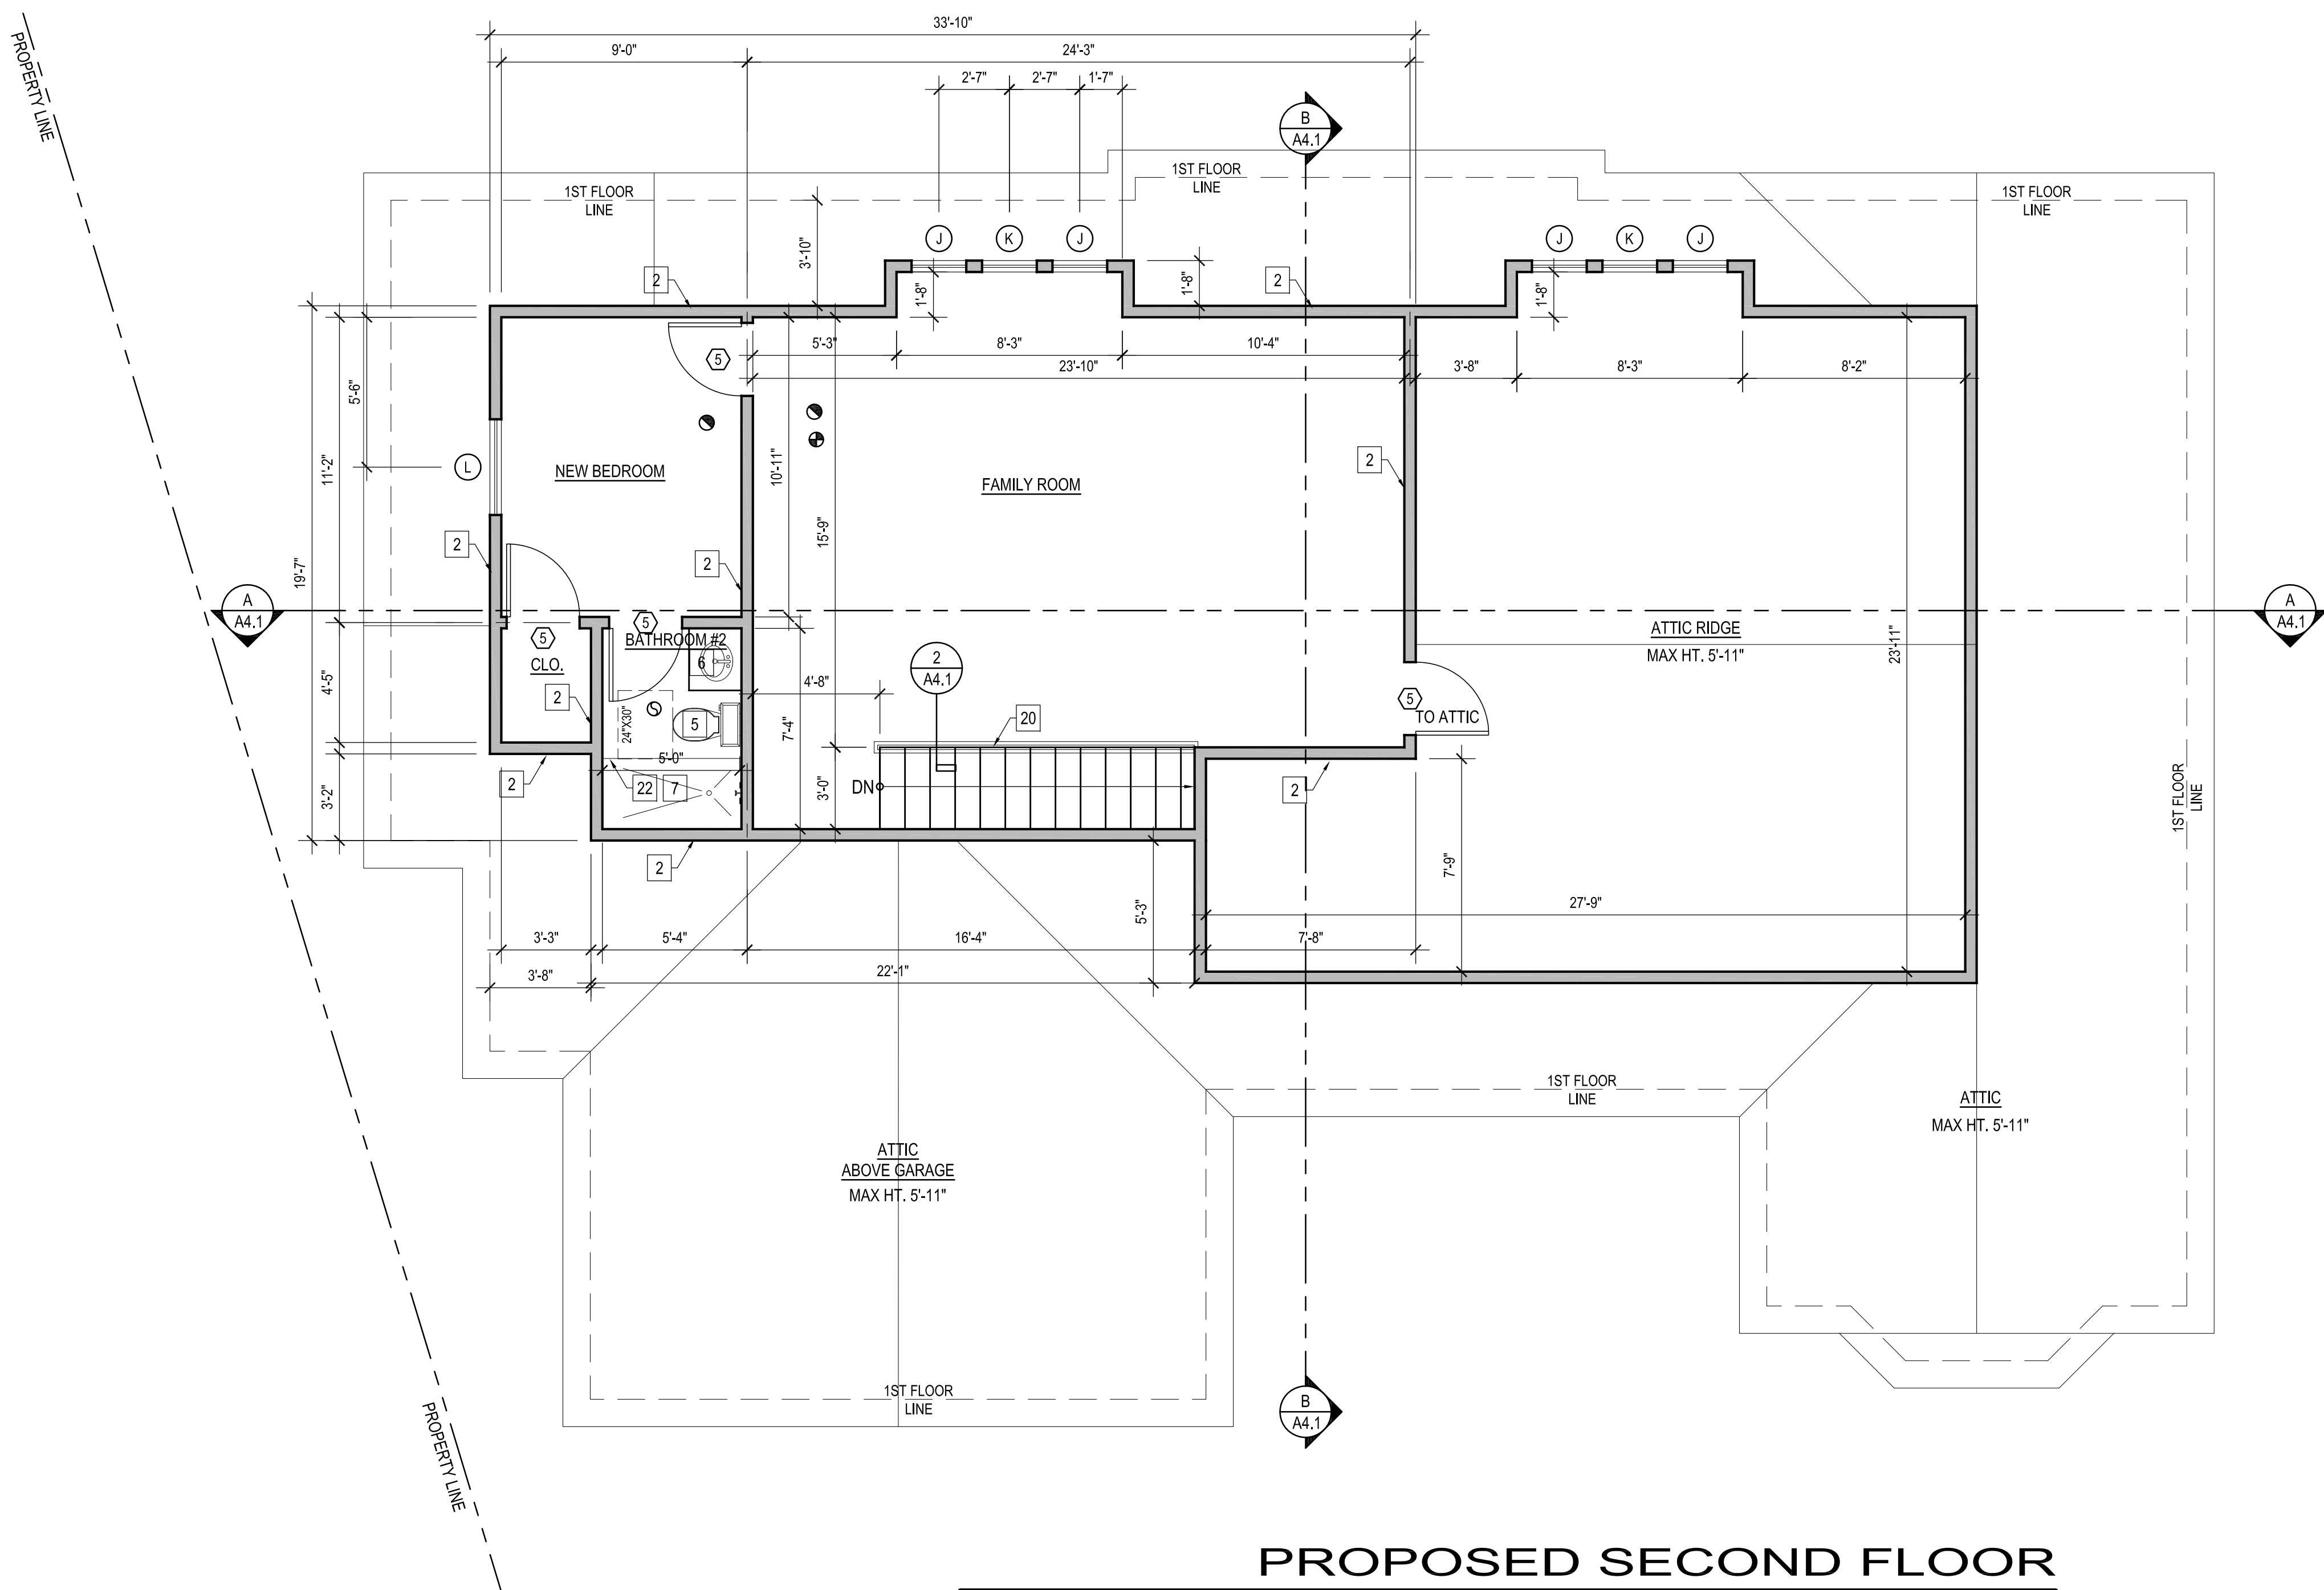 33'-10"
9'-0"
24'-3"
2'-7"
2'-7"
1'-7"
PROPERTY LINE
B
A4.1
1ST FLOOR
LINE
1ST FLOOR
LINE
1ST FLOOR
LINE
3'-10"
J
K
J
J
K
J
2
1'-8"
1'-8"
2
1'-8"
5
5'-3"
8'-3"
10'-4"
23'-10"
3'-8"
8'-3"
8'-2"
5'-6"
11'-2"
L
NEW BEDROOM
10'-11"
FAMILY ROOM
2
15'-9"
2
2
19'-7"
A
A4.1
A
A4.1
5
CLO.
5
BATHROOM #2
6
2
A4.1
ATTIC RIDGE
MAX HT. 5'-11"
23'-11"
4'-5"
2
4'-8"
24"X30"
5
7'-4"
20
5
TO ATTIC
5'-0"
3'-2"
2
22
7
3'-0"
DN
2
1ST FLOOR
LINE
2
7'-9"
5'-3"
27'-9"
3'-3"
5'-4"
16'-4"
7'-8"
3'-8"
22'-1"
1ST FLOOR
LINE
ATTIC
MAX HT. 5'-11"
ATTIC
ABOVE GARAGE
MAX HT. 5'-11"
1ST FLOOR
LINE
B
A4.1
PROPERTY LINE
PROPOSED SECOND FLOOR